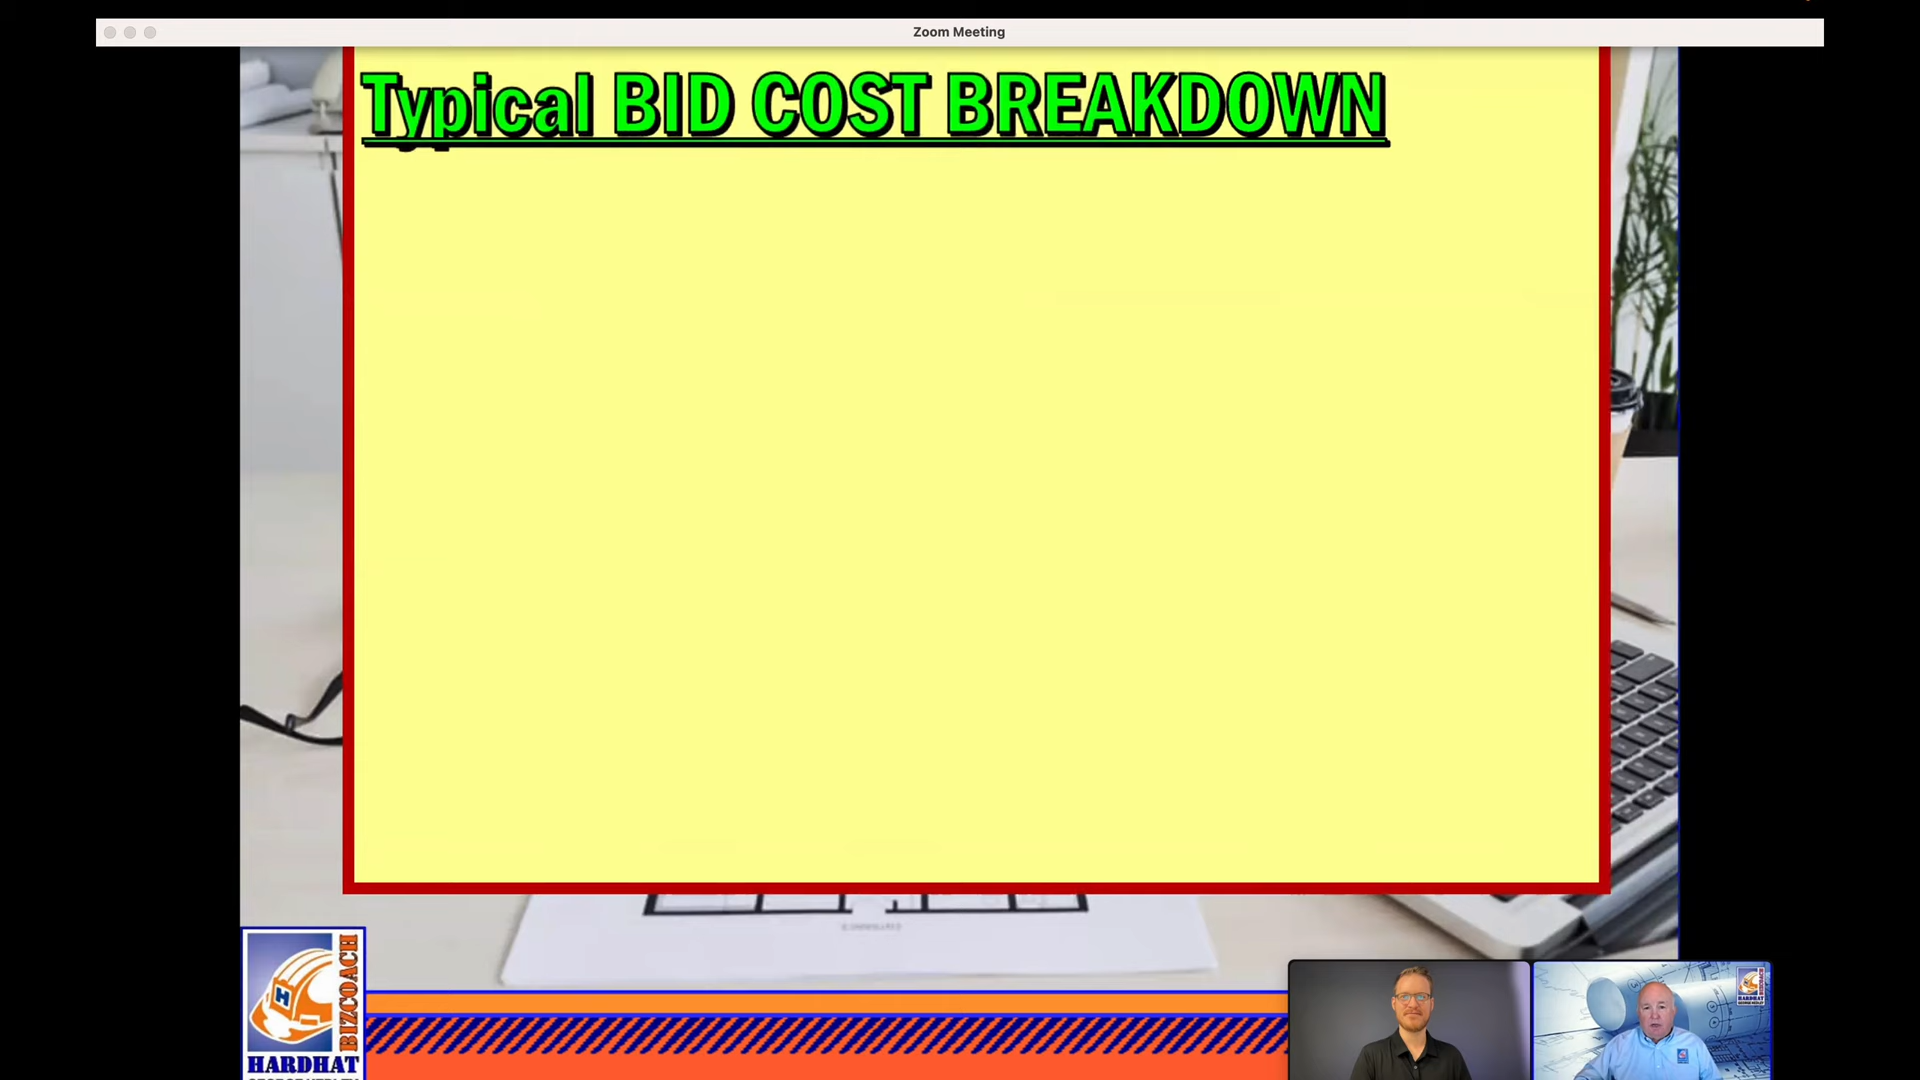 Zoom Meeting
Typical BID COST BREAKDOWN
H
BIZCOACH
HARDHAT